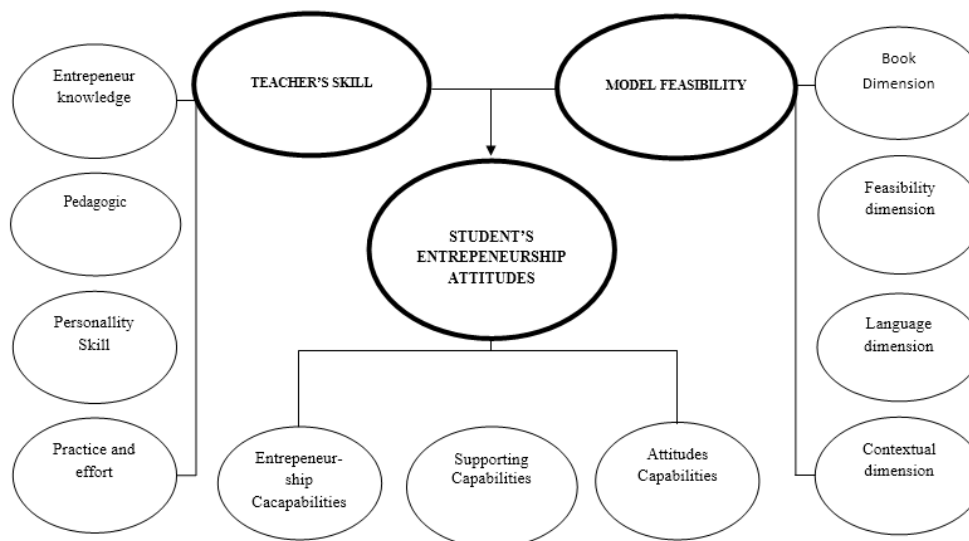 Entrepeneur
knowledge
TEACHER'S SKILL
MODEL FEASIBILITY
Book
Dimension
Pedagogic
Feasibility
dimension
STUDENT'S
ENTREPENEURSHIP
ATTITUDES
Personallity
Skill
Language
dimension
Practice and
effort
Entrepeneur-
ship
Cacapabilities
Supporting
Capabilities
Attitudes
Capabilities
Contextual
dimension